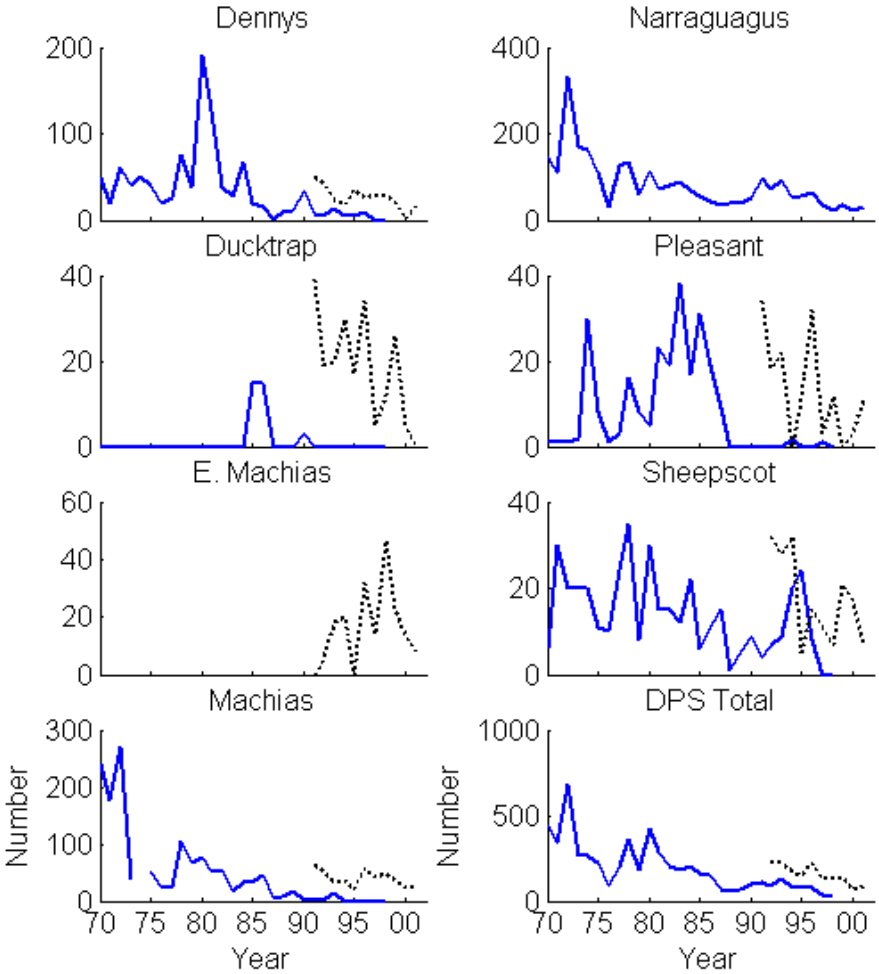 Dennys Narraguagus
200 400
100 200
0 0
Ducktrap Pleasant
40 40
20 20
0 0
E. Machias Sheepscot
60 40
40
20 20
0 0
Machias DPS Total
300 1000
200
100 500
0 0
Number Number
70 75 80 85 90 95 00 70 75 80 85 90 95 00
Year Year